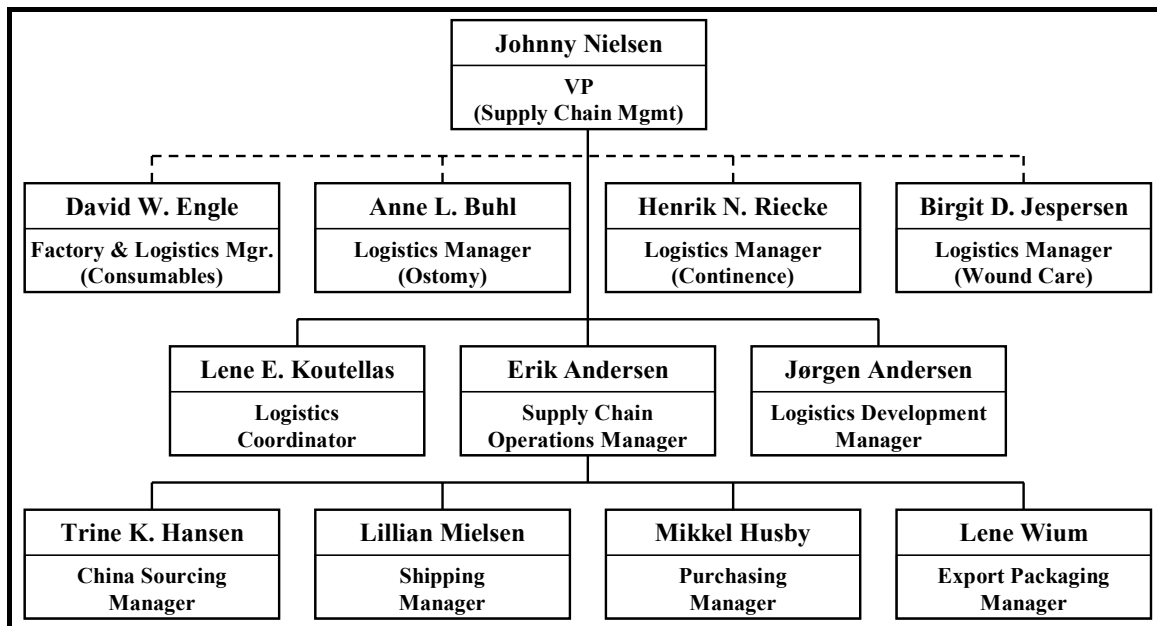 Johnny Nielsen
VP
(Supply Chain Mgmt)
David W. Engle
Factory & Logistics Mgr.
(Consumables)
Anne L. Buhl
Logistics Manager
(Ostomy)
Henrik N. Riecke
Logistics Manager
(Continence)
Birgit D. Jespersen
Logistics Manager
(Wound Care)
Lene E. Koutellas
Logistics
Coordinator
Erik Andersen
Supply Chain
Operations Manager
Jørgen Andersen
Logistics Development
Manager
Trine K. Hansen
China Sourcing
Manager
Lillian Mielsen
Shipping
Manager
Mikkel Husby
Purchasing
Manager
Lene Wium
Export Packaging
Manager